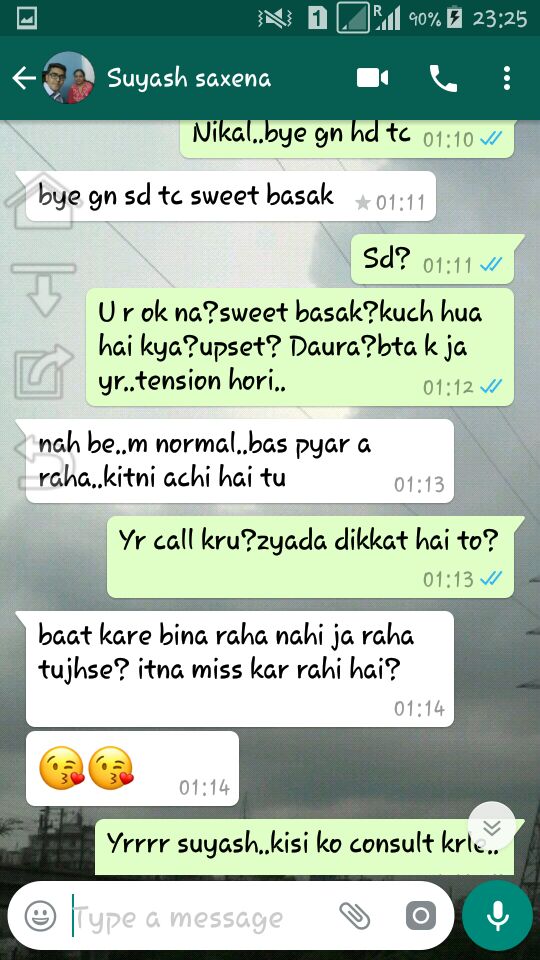 1 R 90% 23:25
Suyash saxena
Nikal..bye gn hd tc 01:10
bye gn sd tc sweet basak 01:11
Sd? 01:11
U r ok na?sweet basak?kuch hua
hai kya?upset? Daura?bta k ja
yr..tension hori.. 01:12
nah be..m normal..bas pyar a
raha..kitni achi hai tu 01:13
Yr call kru?zyada dikkat hai to?
01:13
baat kare bina raha nahi ja raha
tujhse? itna miss kar rahi hai?
01:14
😘😘 01:14
Yrrrr suyash..kisi ko consult krle..
Type a message